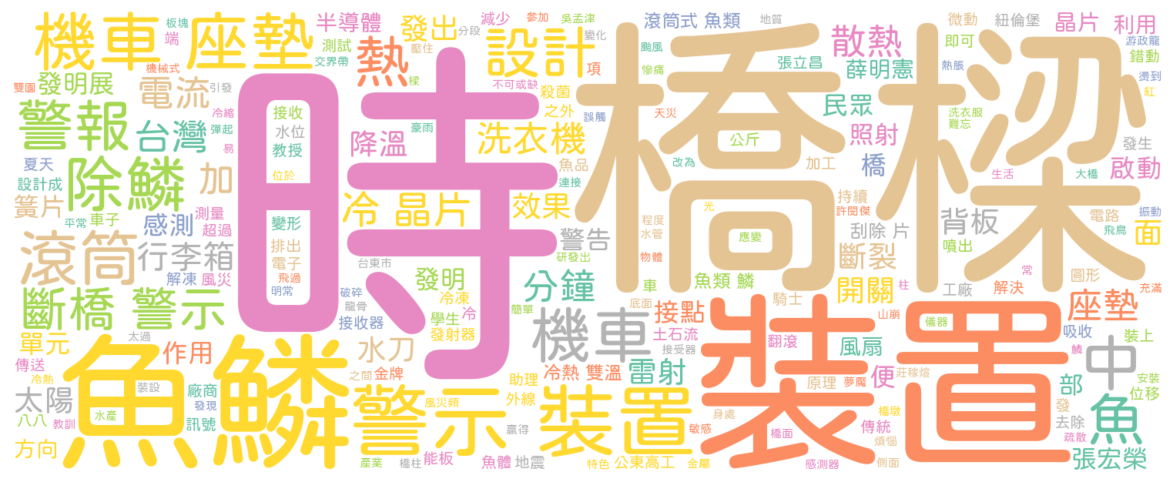 時
橋樑
裝置
魚鱗
機車 座墊
警報
除鱗
滾筒
斷橋 警示
警示
裝置
機車
設計
熱
散熱
中
魚
台灣
電流
冷 晶片
洗衣機
行李箱
效果
分鐘
開關
背板
斷裂
座墊
水刀
降溫
加
發出
感測
發明
警告
接點
風扇
雷射
太陽
單元
作用
簧片
發明展
半導體
減少
參加
吳孟津
滾筒式 魚類
地質
微動
紐倫堡
晶片
利用
即可
游政龍
錯動
板塊
端
分段
變化
測試
交界帶
壓住
項
颱風
慘痛
張立昌
薛明憲
熱脹
燙到
紅
雙園
機械式
引發
樑
不可或缺
殺菌
之外
誤觸
天災
民眾
洗衣服
難忘
冷縮
彈起
易
接收
水位
教授
位於
豪雨
魚品
連接
改為
公斤
加工
照射
橋
生活
大橋
發生
啟動
夏天
設計成
平常
車子
測量
超過
變形
排出
電子
飛過
明常
台東市
持續
許閔傑
程度
水管
物體
光
應變
刮除 片
電路
飛鳥
振動
面
噴出
常
圓形
解凍
風災
破碎
龍骨
接收器
冷凍
學生
冷
發射器
簡單
研發出
車
底面
魚類 鱗
騎士
山崩
柱
工廠
解決
充滿
儀器
吸收
裝上
太過
傳送
冷熱
廠商
裝設
發現
訊號
水產
八八
教訓
方向
之間
金牌
風災頻
助理
外線
贏得
冷熱 雙溫
土石流
接受器
翻滾
原理
夢魘
莊稼熺
便
鱗
部
安裝
位移
發
去除
疏散
張宏榮
產業
橋柱
能板
魚體
地震
特色
公東高工
金屬
身處
敏感
橋面
橋墩
傳統
煩惱
感測器
側面